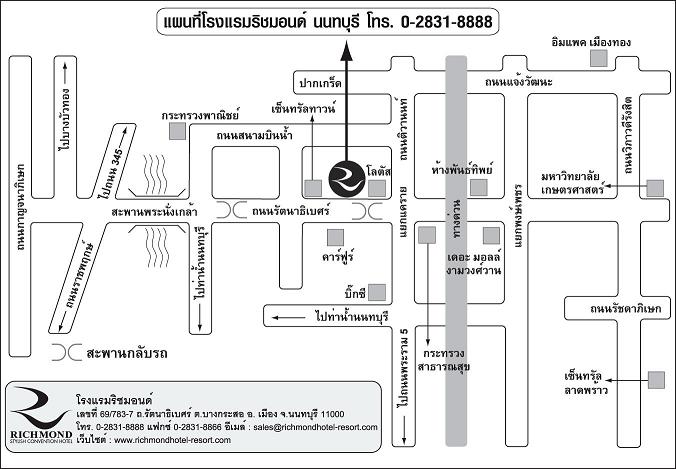 แผนที่โรงแรมริชมอนด์ นนทบุรี โทร. 0-2831-8888
อิมแพค เมืองทอง
ถนนแจ้งวัฒนะ
ปากเกร็ด
เซ็นทรัลทาวน์
กระทรวงพาณิชย์
ถนนสนามบินน้ำ
ไปบางบัวทอง
ไปถนน 345
ถนนติวานนท์
ถนนวิภาวดีรังสิต
โลตัส
ห้างพันธ์ทิพย์
มหาวิทยาลัย
เกษตรศาสตร์
ถนนกาญจนาภิเษก
สะพานพระนั่งเกล้า
ถนนรัตนาธิเบศร์
แยกแคราย
ทางด่วน
แยกพงษ์เพชร
ถนนราชพฤกษ์
ไปท่าน้ำนนทบุรี
คาร์ฟูร์
เดอะ มอลล์
งามวงศ์วาน
บิ๊กซี
ไปท่าน้ำนนทบุรี
ถนนรัชดาภิเษก
กระทรวง
สาธารณสุข
ไปถนนพระราม 5
สะพานกลับรถ
เซ็นทรัล
ลาดพร้าว
RICHMOND
STYLISH CONVENTION HOTEL
โรงแรมริชมอนด์
เลขที่ 69/783-7 ถ.รัตนาธิเบศร์ ต.บางกระสอ อ. เมือง จ.นนทบุรี 11000
โทร. 0-2831-8888 แฟกซ์ 0-2831-8866 อีเมล์ : sales@richmondhotel-resort.com
เว็บไซต์ : www.richmondhotel-resort.com